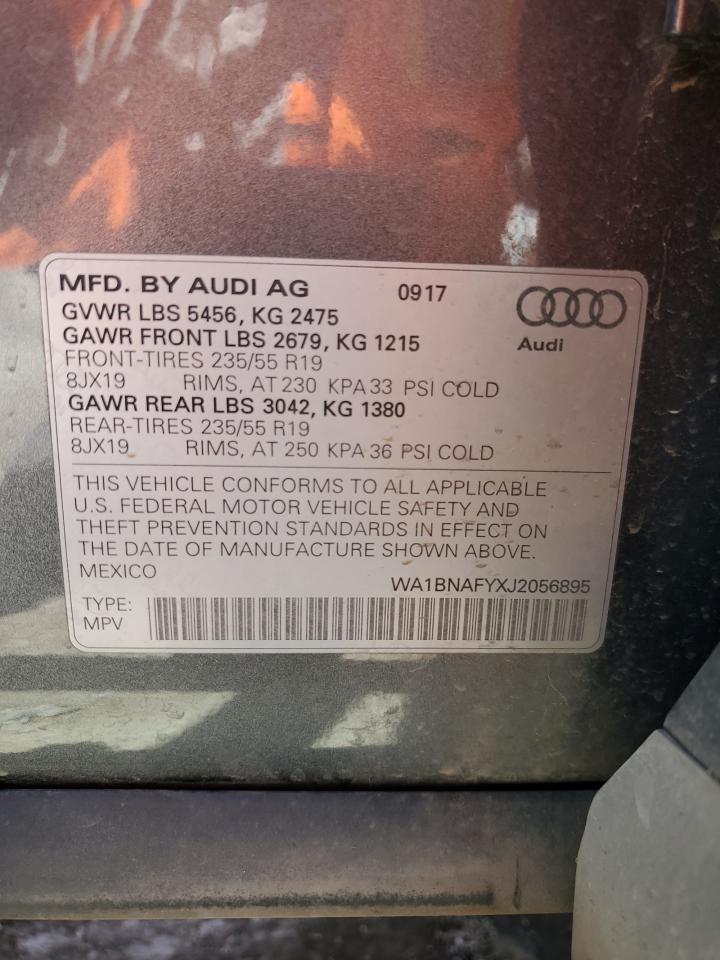 MFD. BY AUDI AG 0917
GVWR LBS 5456, KG 2475
GAWR FRONT LBS 2679, KG 1215
Audi
FRONT-TIRES 235/55 R19
8JX19 RIMS, AT 230 KPA 33 PSI COLD
GAWR REAR LBS 3042, KG 1380
REAR-TIRES 235/55 R19
8JX19 RIMS, AT 250 KPA 36 PSI COLD
THIS VEHICLE CONFORMS TO ALL APPLICABLE
U.S. FEDERAL MOTOR VEHICLE SAFETY AND
THEFT PREVENTION STANDARDS IN EFFECT ON
THE DATE OF MANUFACTURE SHOWN ABOVE.
MEXICO
WA1BNAFYXJ2056895
TYPE:
MPV